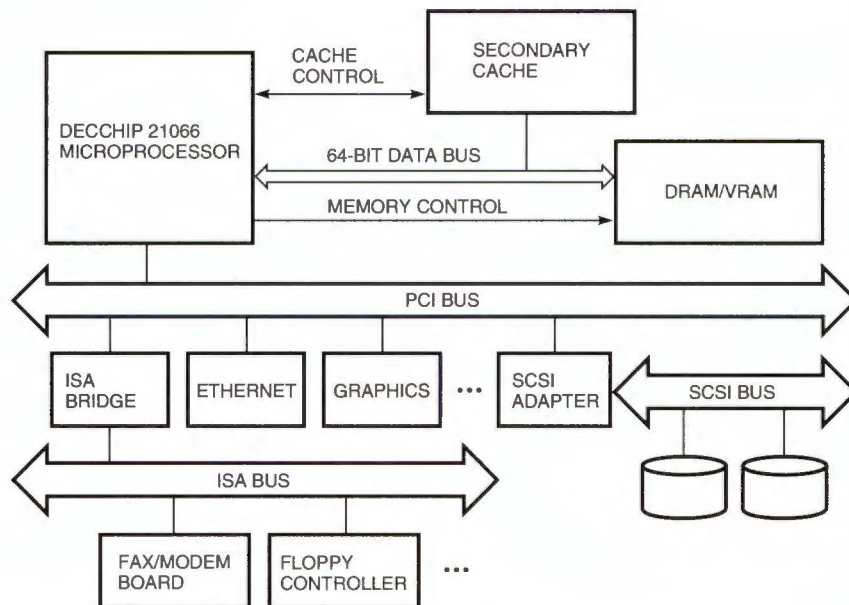 CACHE
CONTROL
SECONDARY
CACHE
DECCHIP 21066
MICROPROCESSOR
64-BIT DATA BUS
MEMORY CONTROL
DRAM/VRAM
PCI BUS
ISA
BRIDGE
ETHERNET
GRAPHICS
...
SCSI
ADAPTER
SCSI BUS
ISA BUS
FAX/MODEM
BOARD
FLOPPY
CONTROLLER
...